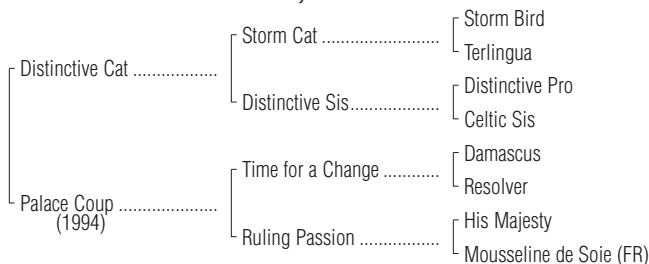 Storm Bird
Storm Cat ........................
Terlingua
Distinctive Cat .................
Distinctive Pro
Distinctive Sis...................
Celtic Sis
Damascus
Time for a Change ............
Resolver
Palace Coup ....................
(1994)
His Majesty
Ruling Passion .................
Mousseline de Soie (FR)